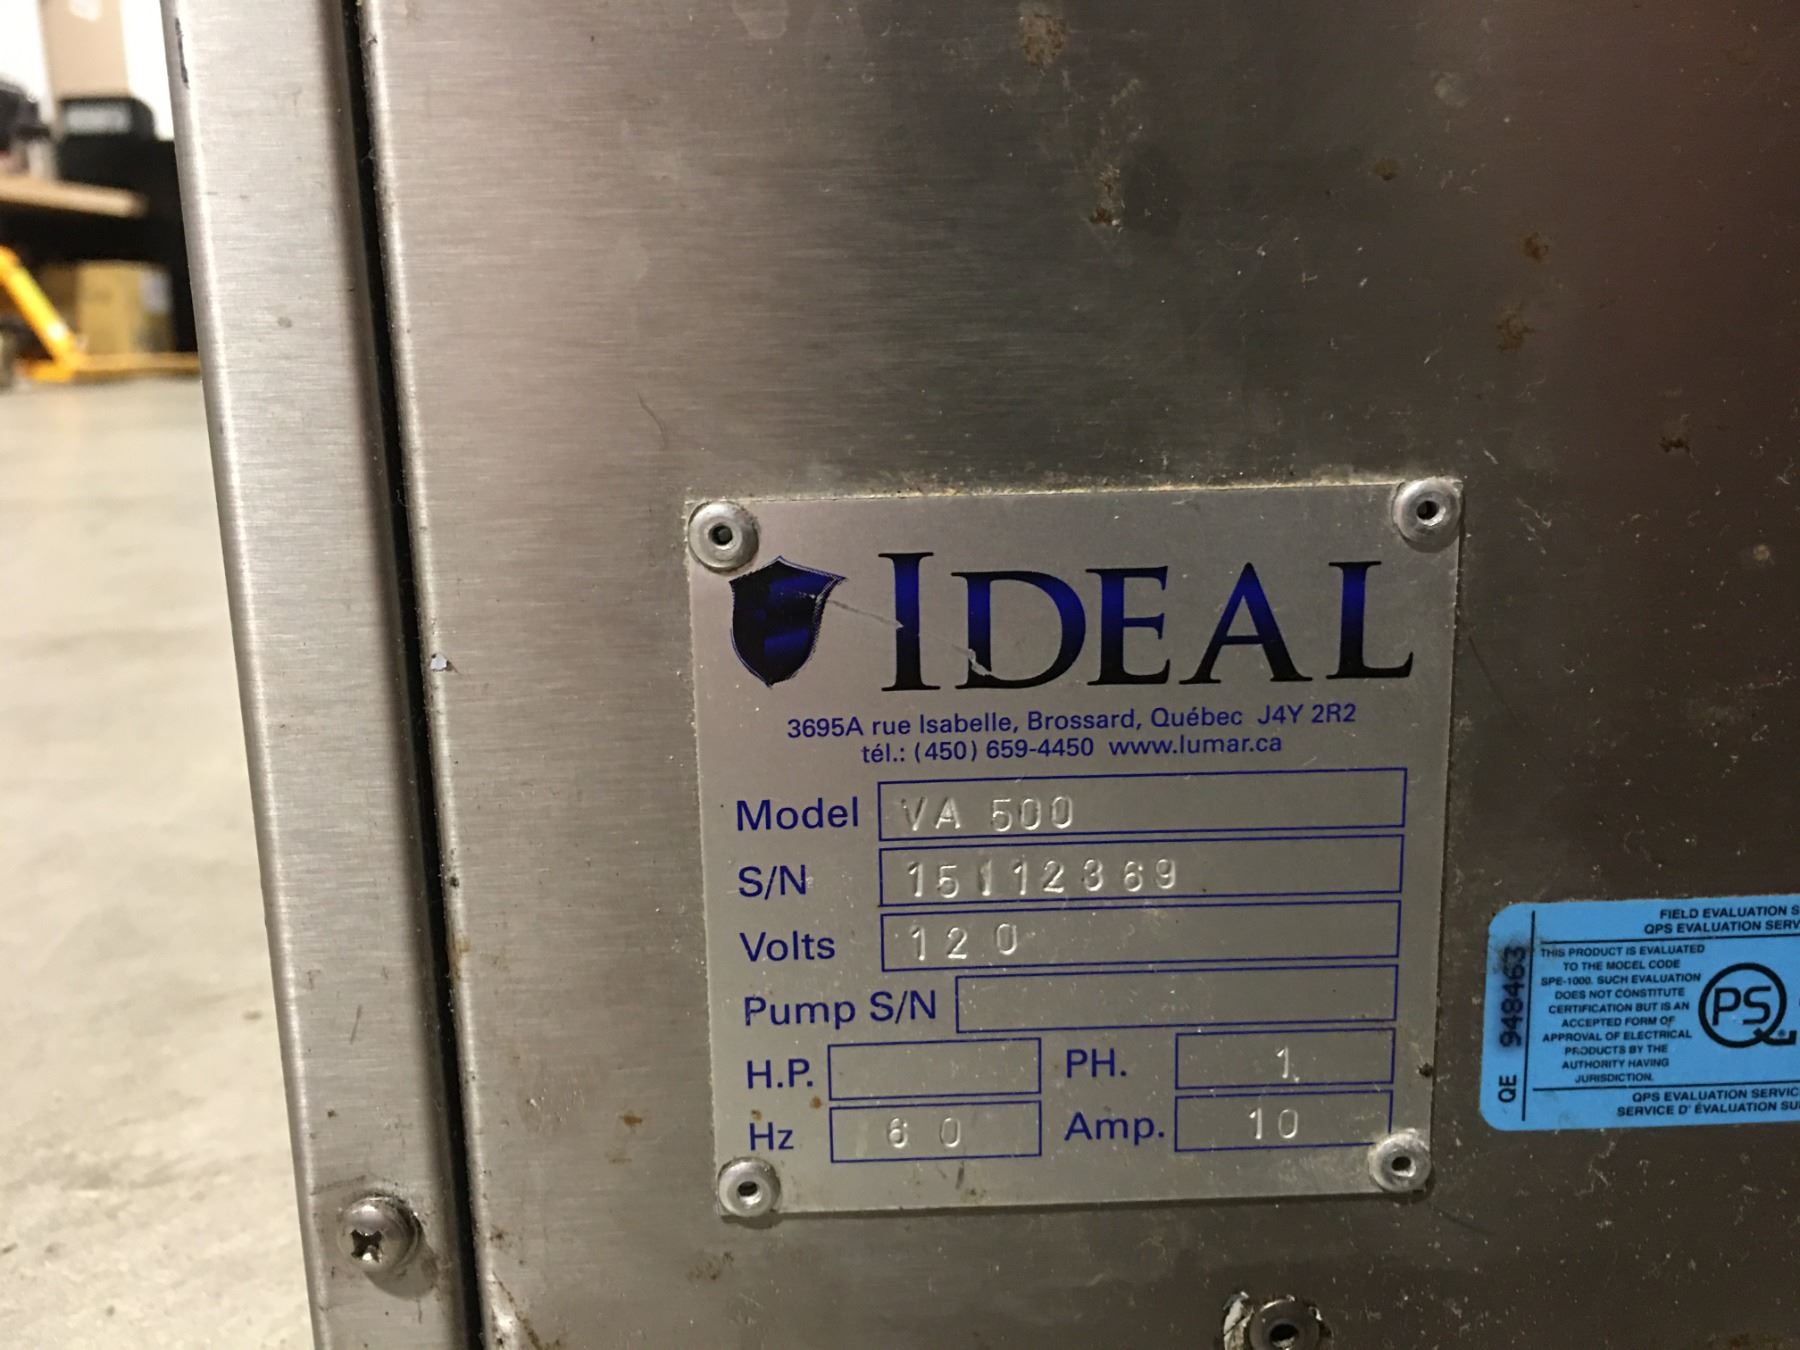 IDEAL
3695A rue Isabelle, Brossard, Québec J4Y 2R2
tél.: (450) 659-4450 www.lumar.ca
Model VA 500
S/N 15112369
Volts 120
Pump S/N
H.P. PH. 1
Hz 60 Amp. 10
FIELD EVALUATION S
QPS EVALUATION SERV
QE 948463
THIS PRODUCT IS EVALUATED
TO THE MODEL CODE
SPE-1000. SUCH EVALUATION
DOES NOT CONSTITUTE
CERTIFICATION BUT IS AN
ACCEPTED FORM OF
APPROVAL OF ELECTRICAL
PRODUCTS BY THE
AUTHORITY HAVING
JURISDICTION.
QPS
QPS EVALUATION SERVIC
SERVICE D' ÉVALUATION SU